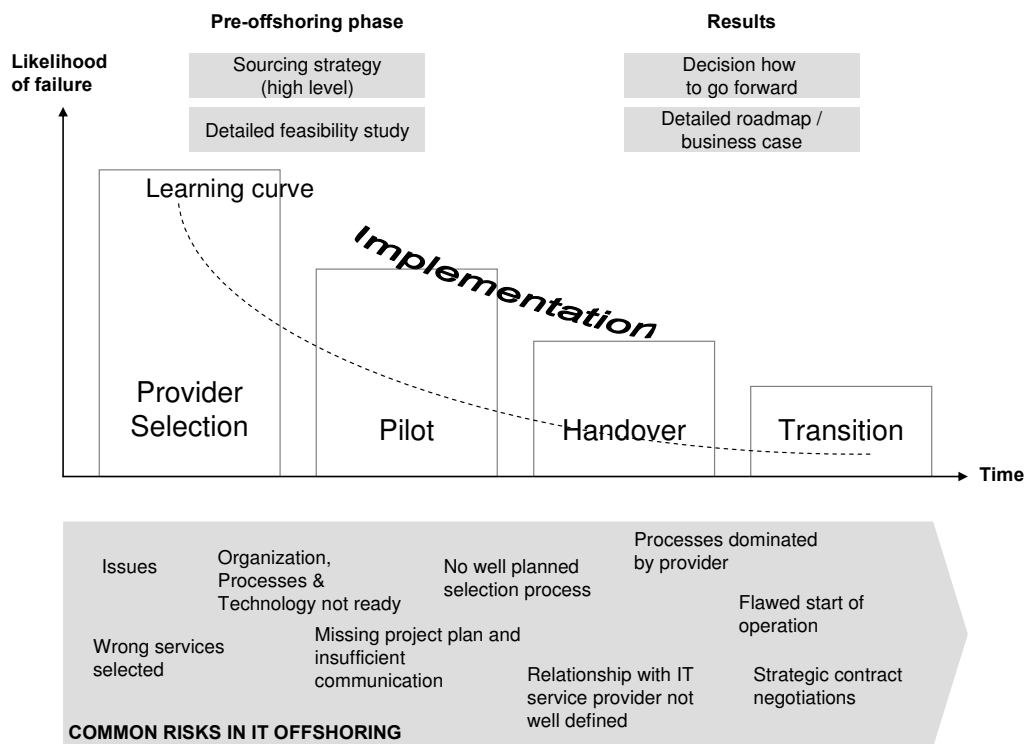 Pre-offshoring phase
Results
Likelihood
of failure
Sourcing strategy
(high level)
Decision how
to go forward
Detailed feasibility study
Detailed roadmap /
business case
Learning curve
Implementation
Provider
Selection
Pilot
Handover
Transition
Time
Issues
Organization,
Processes &
Technology not ready
No well planned
selection process
Processes dominated
by provider
Flawed start of
operation
Wrong services
selected
Missing project plan and
insufficient
communication
Relationship with IT
service provider not
well defined
Strategic contract
negotiations
COMMON RISKS IN IT OFFSHORING